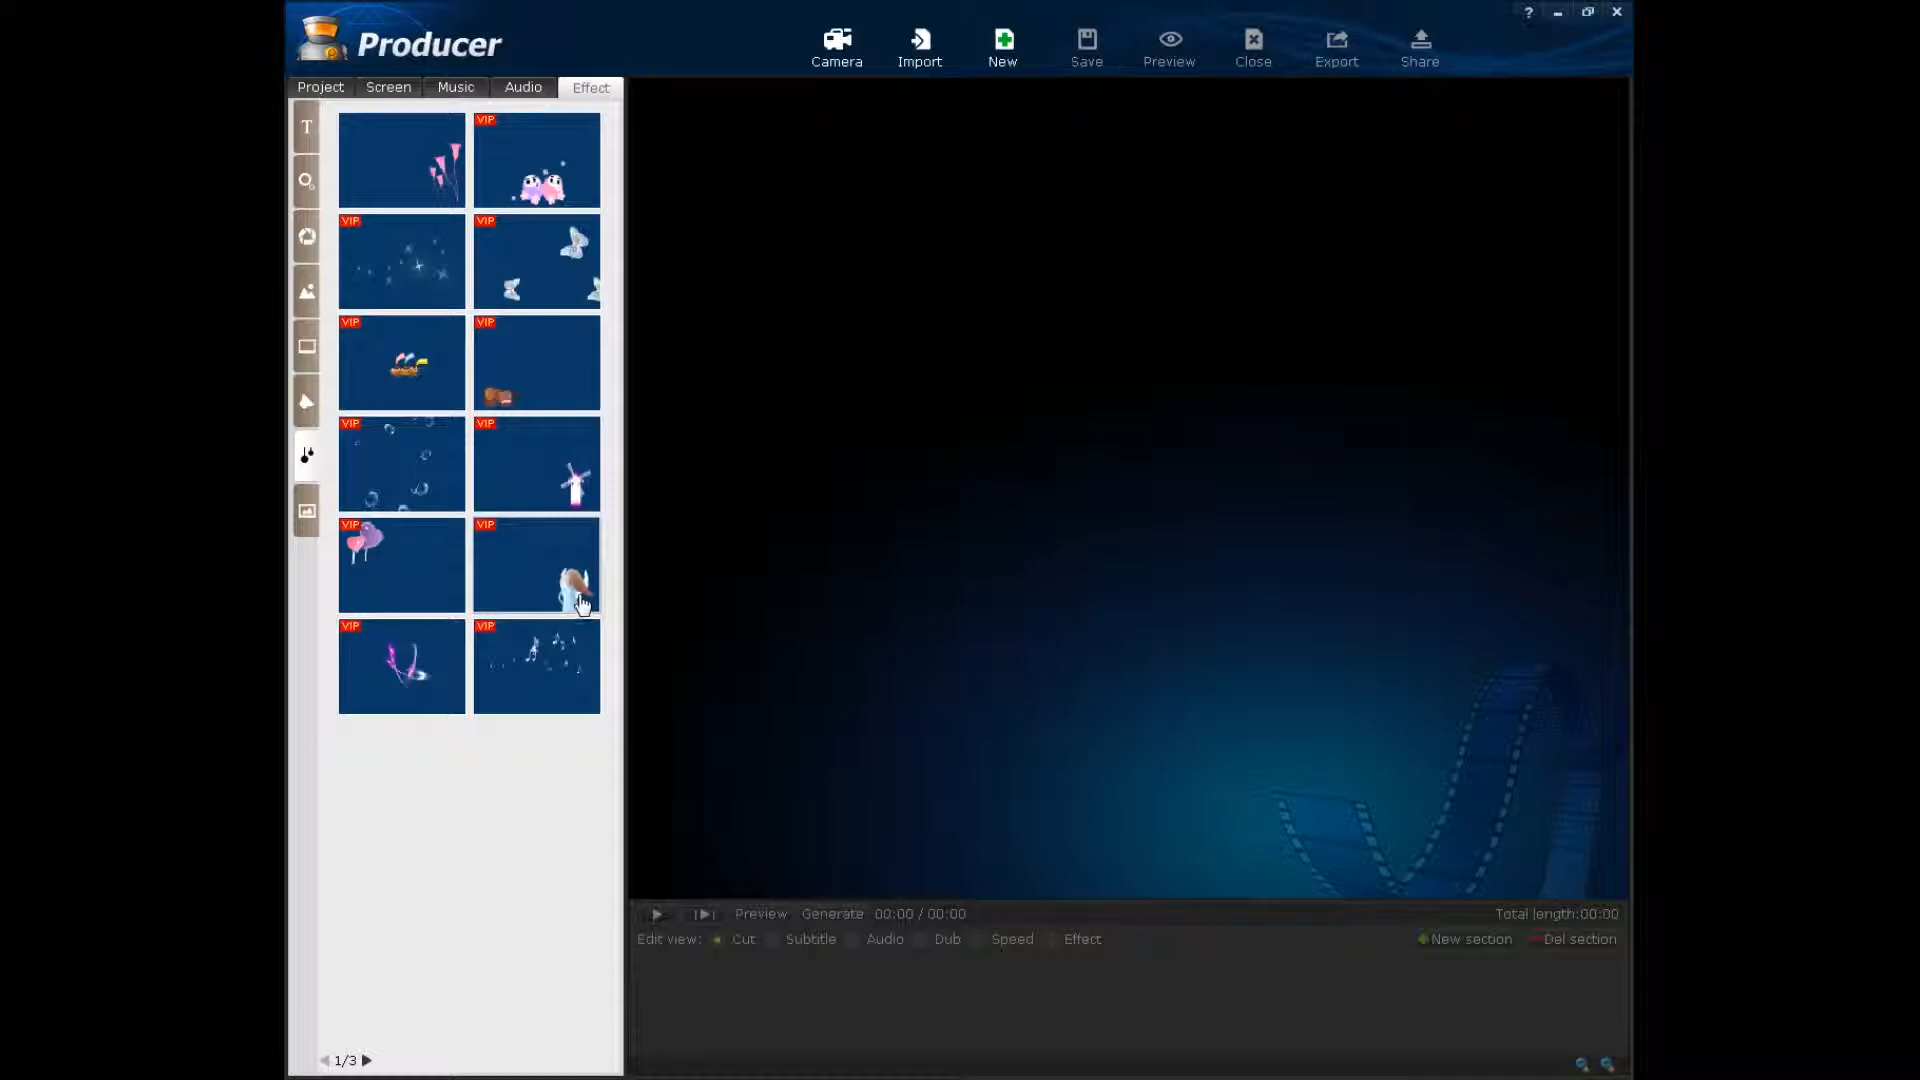 ?
Producer
Camera Import New Save Preview Close Export Share
Project Screen Music Audio Effect
T
VIP
VIP VIP
VIP VIP
VIP VIP
VIP VIP
VIP VIP
Preview Generate 00:00 / 00:00 Total length:00:00
Edit view: Cut Subtitle Audio Dub Speed Effect New section Del section
1/3